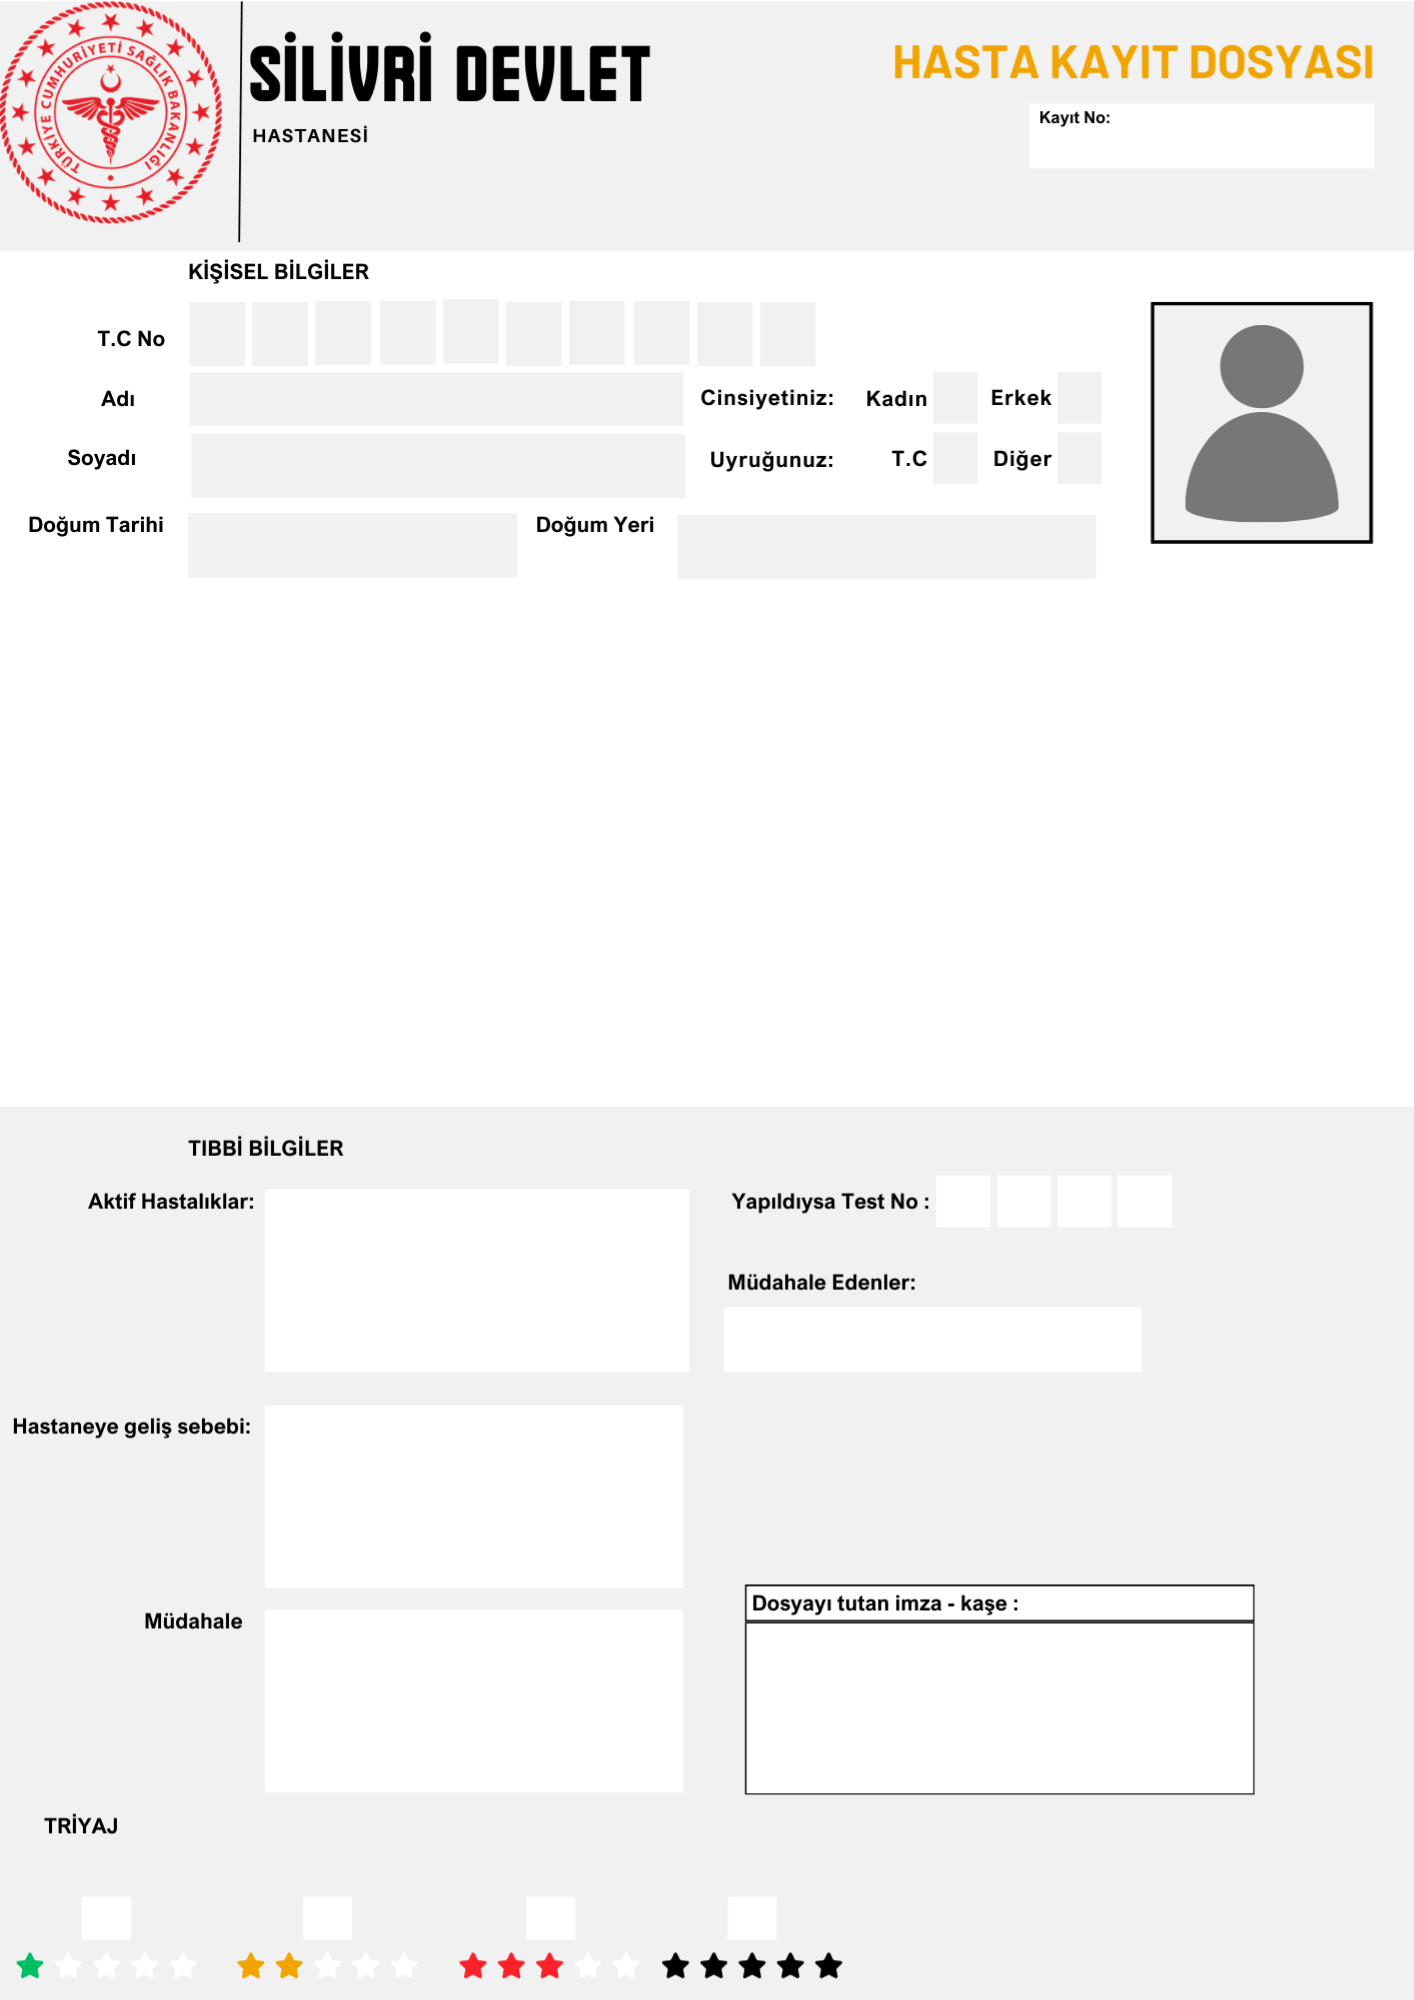 TÜRKİYE CUMHURİYETİ SAĞLIK BAKANLIĞI
SİLİVRİ DEVLET
HASTANESİ
HASTA KAYIT DOSYASI
Kayıt No:
KİŞİSEL BİLGİLER
T.C No
Adı
Cinsiyetiniz: Kadın Erkek
Soyadı
Uyruğunuz: T.C Diğer
Doğum Tarihi
Doğum Yeri
TIBBİ BİLGİLER
Aktif Hastalıklar:
Yapıldıysa Test No :
Müdahale Edenler:
Hastaneye geliş sebebi:
Dosyayı tutan imza - kaşe :
Müdahale
TRİYAJ